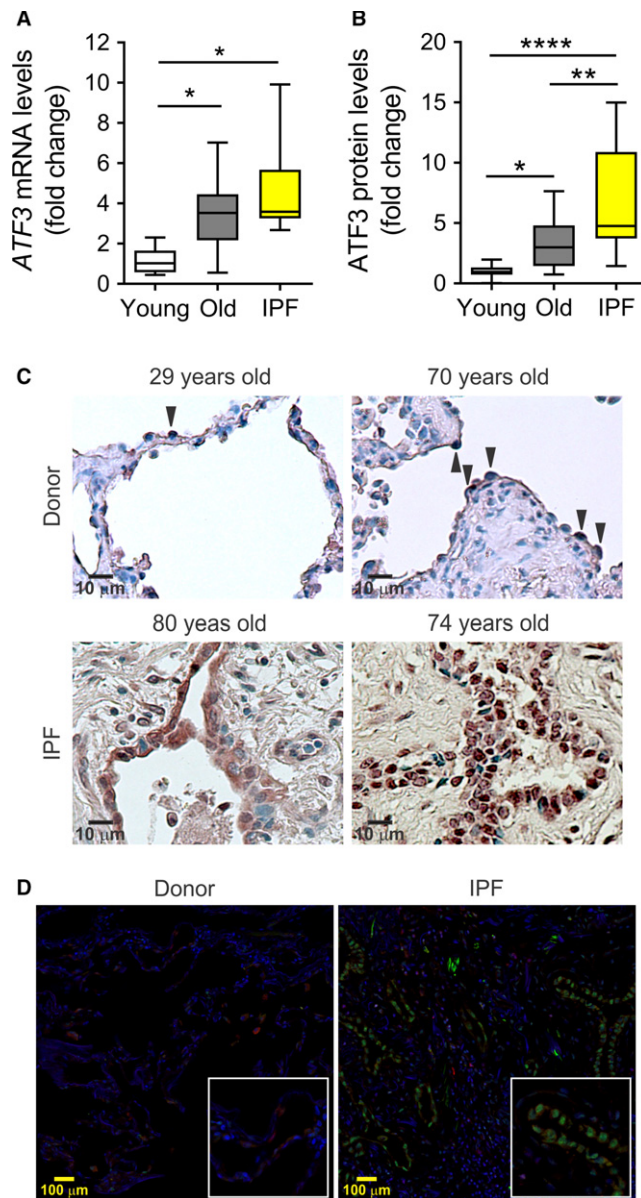 A
ATF3 mRNA levels
(fold change)
12
10
8
6
4
2
0
*
*
Young Old IPF
B
ATF3 protein levels
(fold change)
20
15
10
5
0
****
**
*
Young Old IPF
C
29 years old 70 years old
Donor
10 μm 10 μm
80 yeas old 74 years old
IPF
10 μm 10 μm
D
Donor IPF
100 μm 100 μm